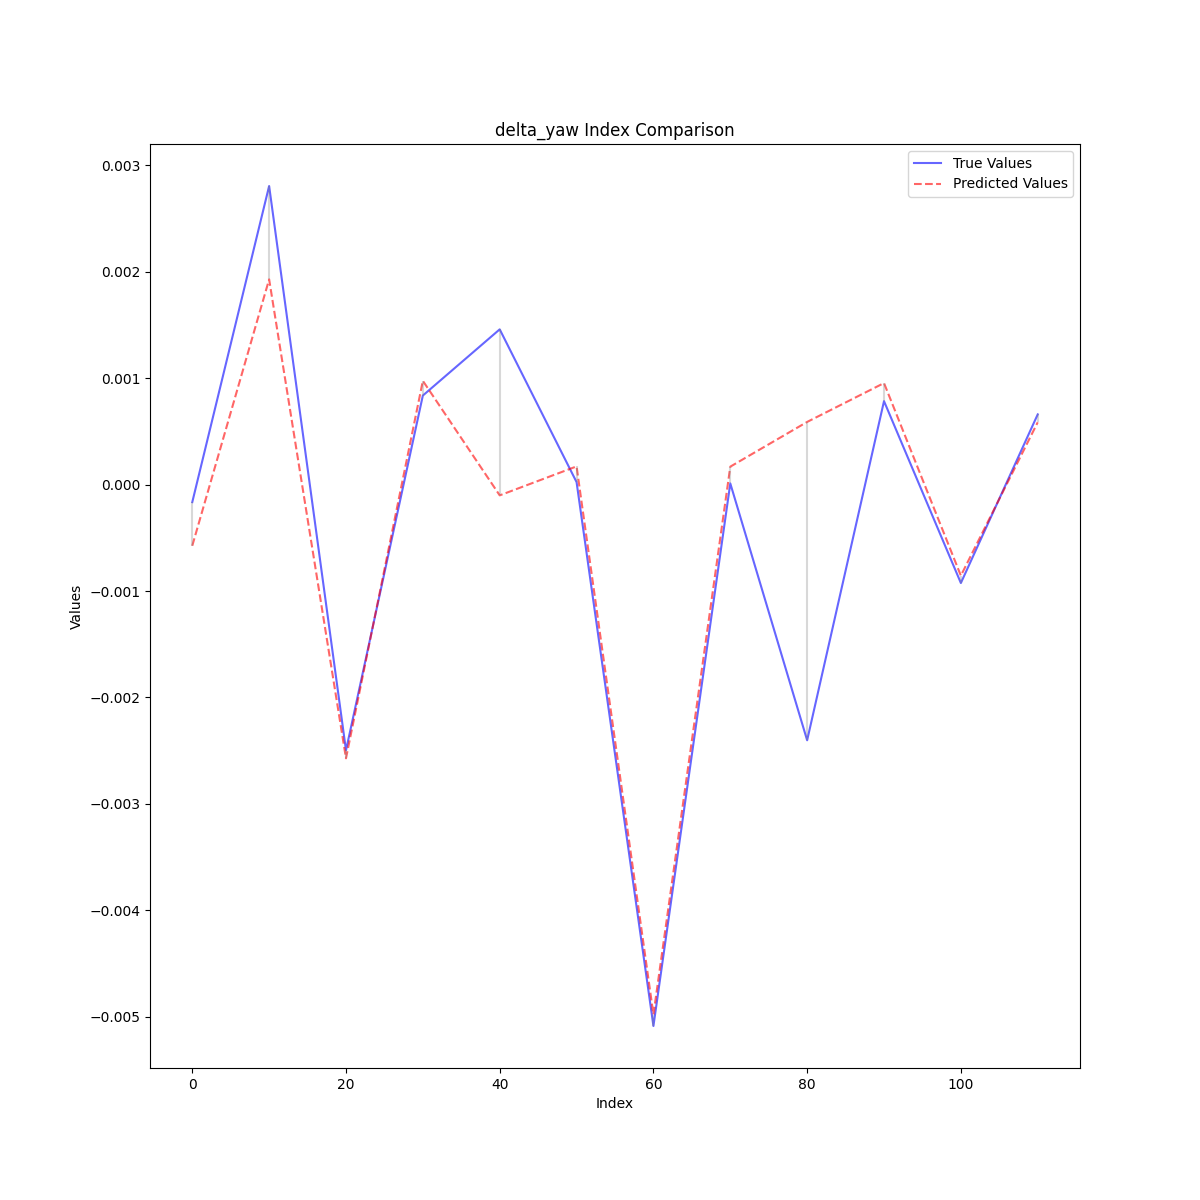 delta_yaw Index Comparison
True Values
Predicted Values
0.003
0.002
0.001
0.000
−0.001
−0.002
−0.003
−0.004
−0.005
Values
0 20 40 60 80 100
Index